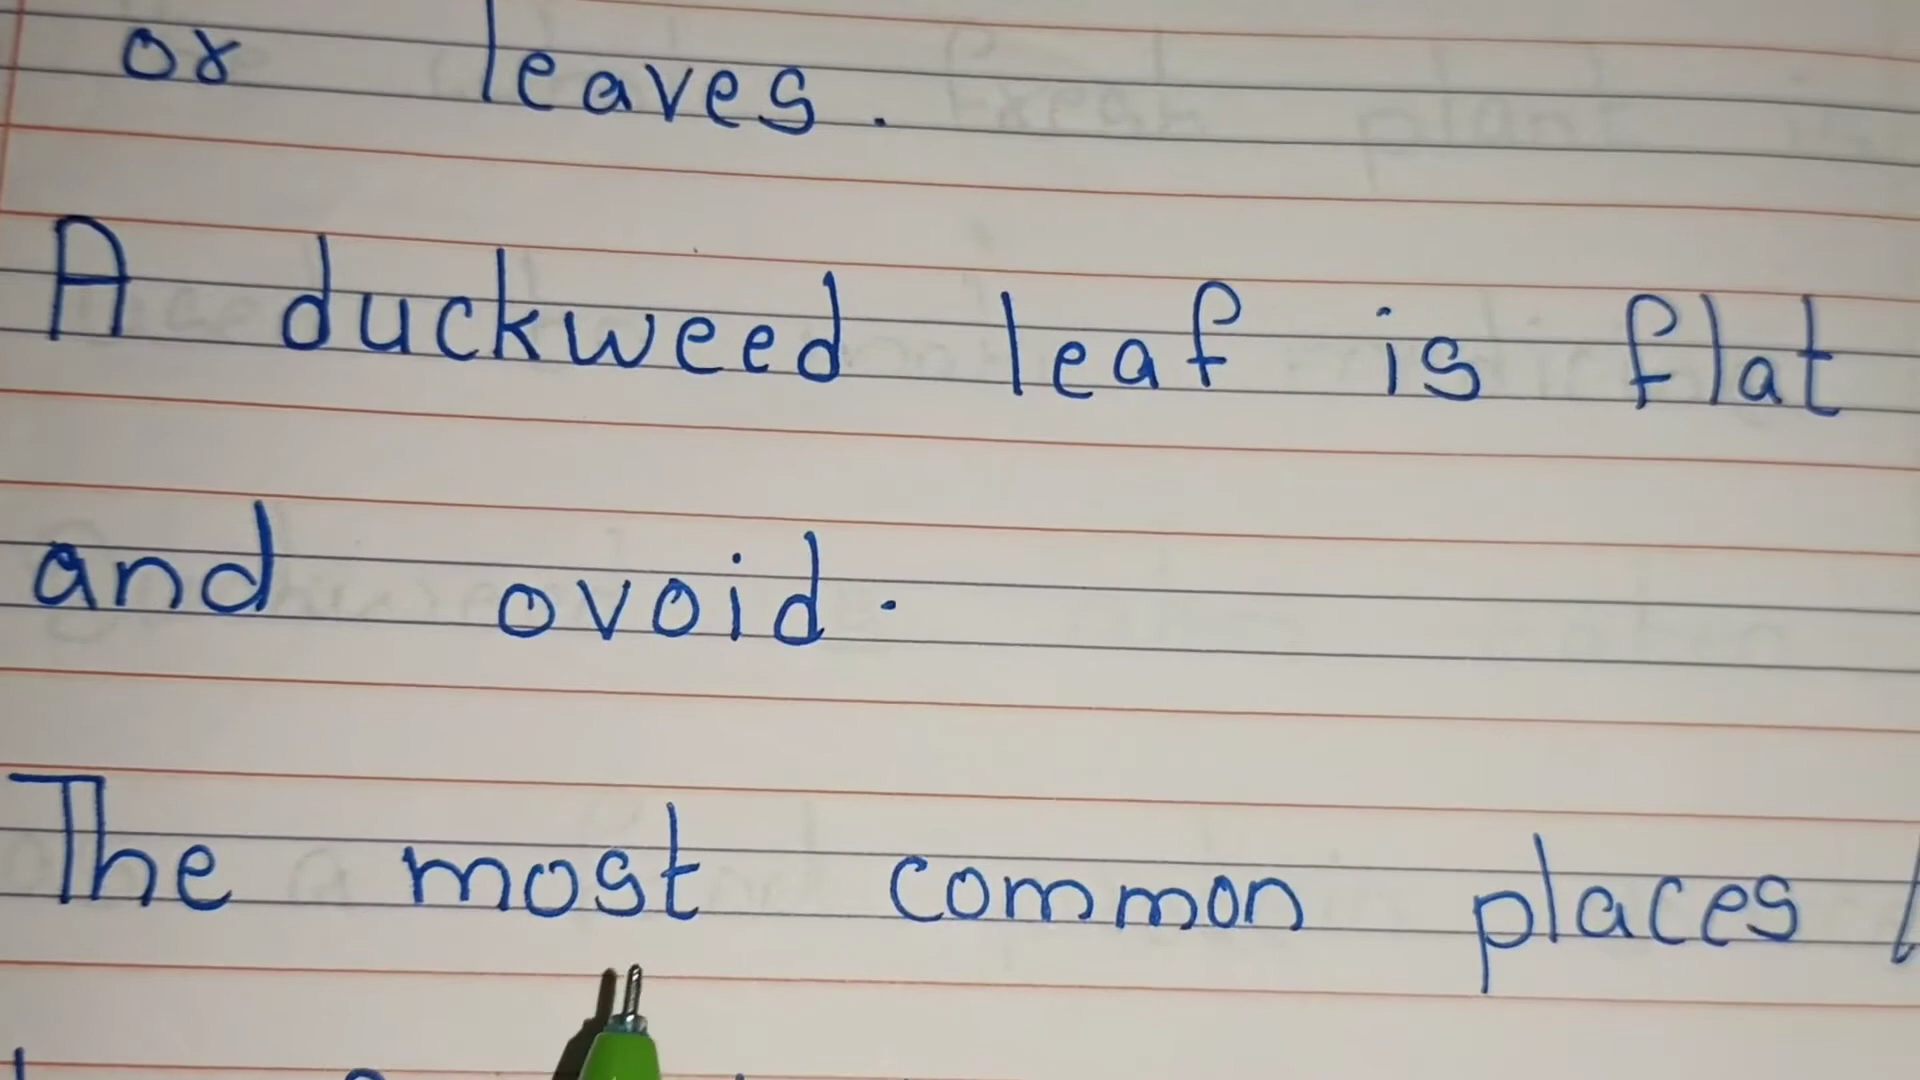 or leaves.
A duckweed leaf is flat
and ovoid.
The most common places